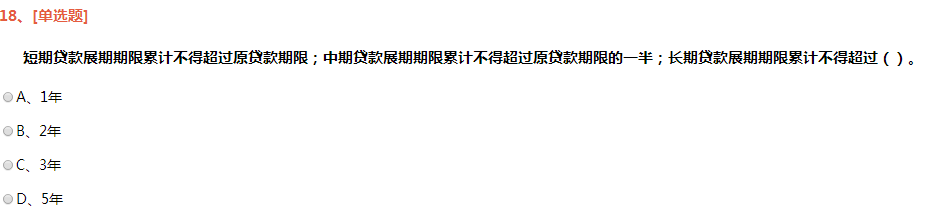 18、[单选题]
短期贷款展期期限累计不得超过原贷款期限；中期贷款展期期限累计不得超过原贷款期限的一半；长期贷款展期期限累计不得超过（ ）。
A、1年
B、2年
C、3年
D、5年